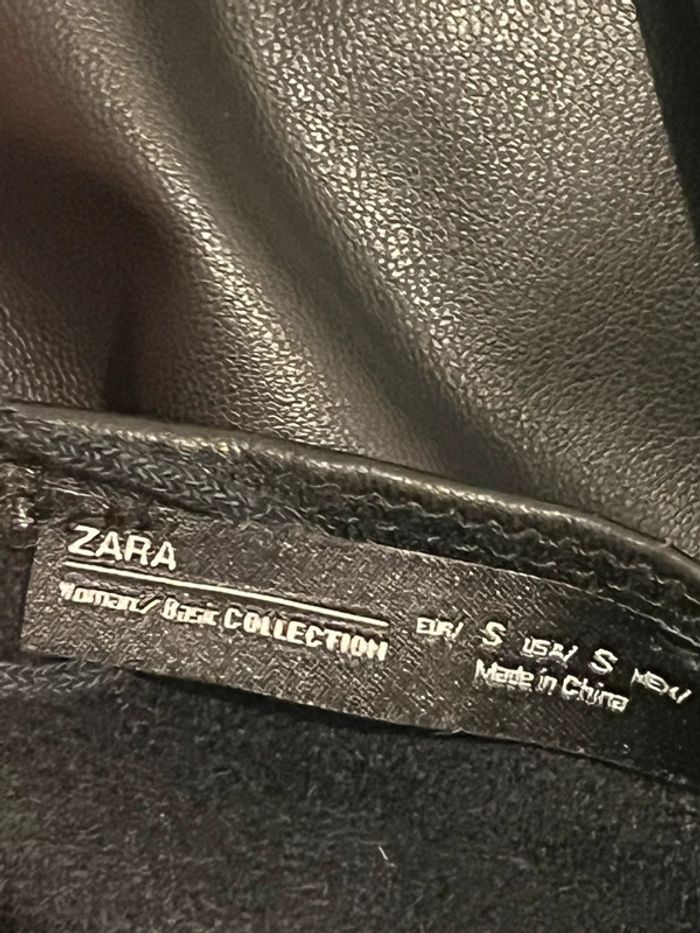 ZARA
Woman/ Basic COLLECTION
EUR/ S USA/ S MEX/
Made in China